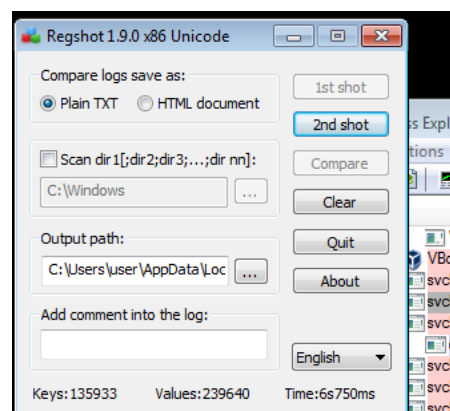 Regshot 1.9.0 x86 Unicode
Compare logs save as:
Plain TXT
HTML document
1st shot
2nd shot
Scan dir1[;dir2;dir3;...;dir nn]:
Compare
C:\Windows
...
Clear
Output path:
Quit
C:\Users\user\AppData\Loc
...
About
Add comment into the log:
English
Keys:135933
Values:239640
Time:6s750ms
ss Expl
tions
VBo
svc
svc
svc
svc
svc
svc